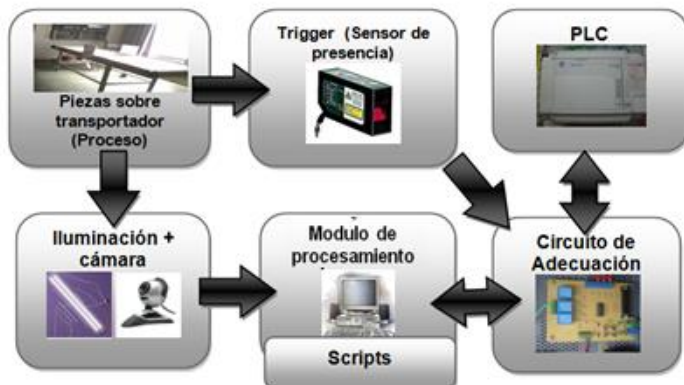 Piezas sobre
transportador
(Proceso)
Trigger (Sensor de
presencia)
PLC
Iluminación +
cámara
Modulo de
procesamiento
Scripts
Circuito de
Adecuación